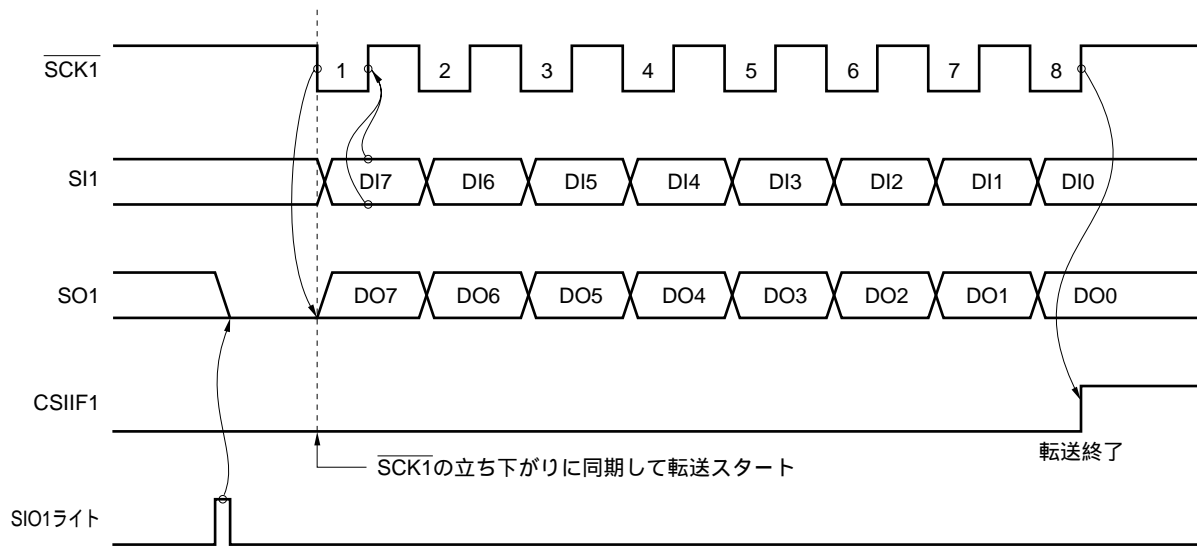 SCK1
1 2 3 4 5 6 7 8
SI1
DI7 DI6 DI5 DI4 DI3 DI2 DI1 DI0
SO1
DO7 DO6 DO5 DO4 DO3 DO2 DO1 DO0
CSIIF1
転送終了
SCK1の立ち下がりに同期して転送スタート
SIO1ライト